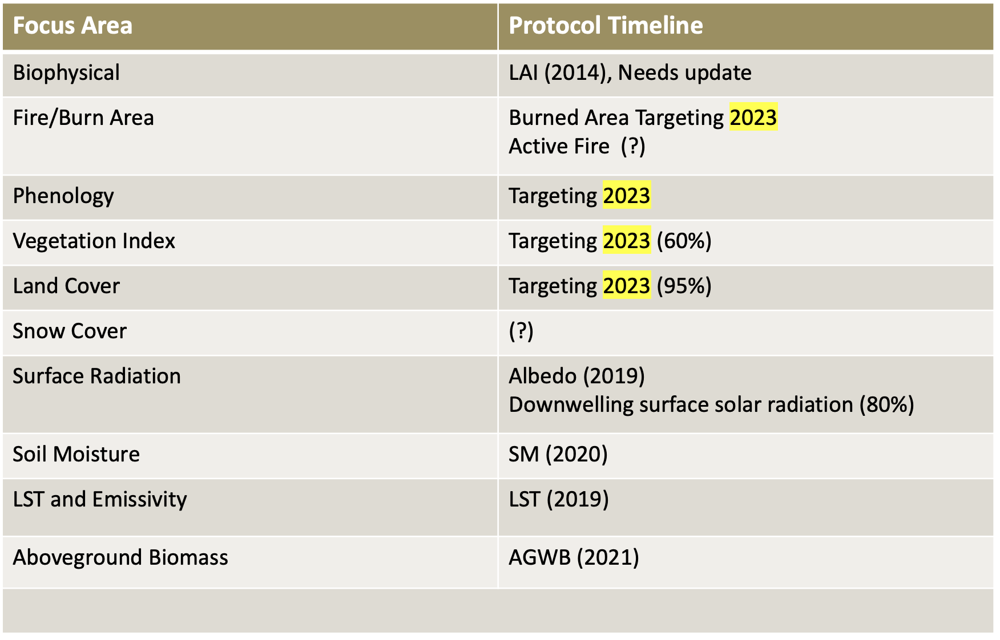 Focus Area
Protocol Timeline
Biophysical
LAI (2014), Needs update
Fire/Burn Area
Burned Area Targeting 2023
Active Fire  (?)
Phenology
Targeting 2023
Vegetation Index
Targeting 2023 (60%)
Land Cover
Targeting 2023 (95%)
Snow Cover
(?)
Surface Radiation
Albedo (2019)
Downwelling surface solar radiation (80%)
Soil Moisture
SM (2020)
LST and Emissivity
LST (2019)
Aboveground Biomass
AGWB (2021)